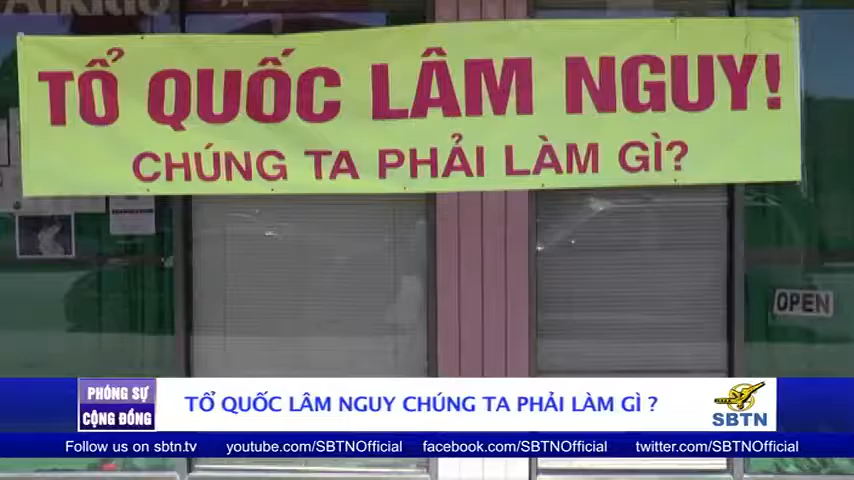 Aikido
TỔ QUỐC LÂM NGUY!
CHÚNG TA PHẢI LÀM GÌ?
OPEN
PHÓNG SỰ
CỘNG ĐỒNG
TỔ QUỐC LÂM NGUY CHÚNG TA PHẢI LÀM GÌ ?
SBTN
Follow us on sbtn.tv youtube.com/SBTNOfficial facebook.com/SBTNOfficial twitter.com/SBTNOfficial